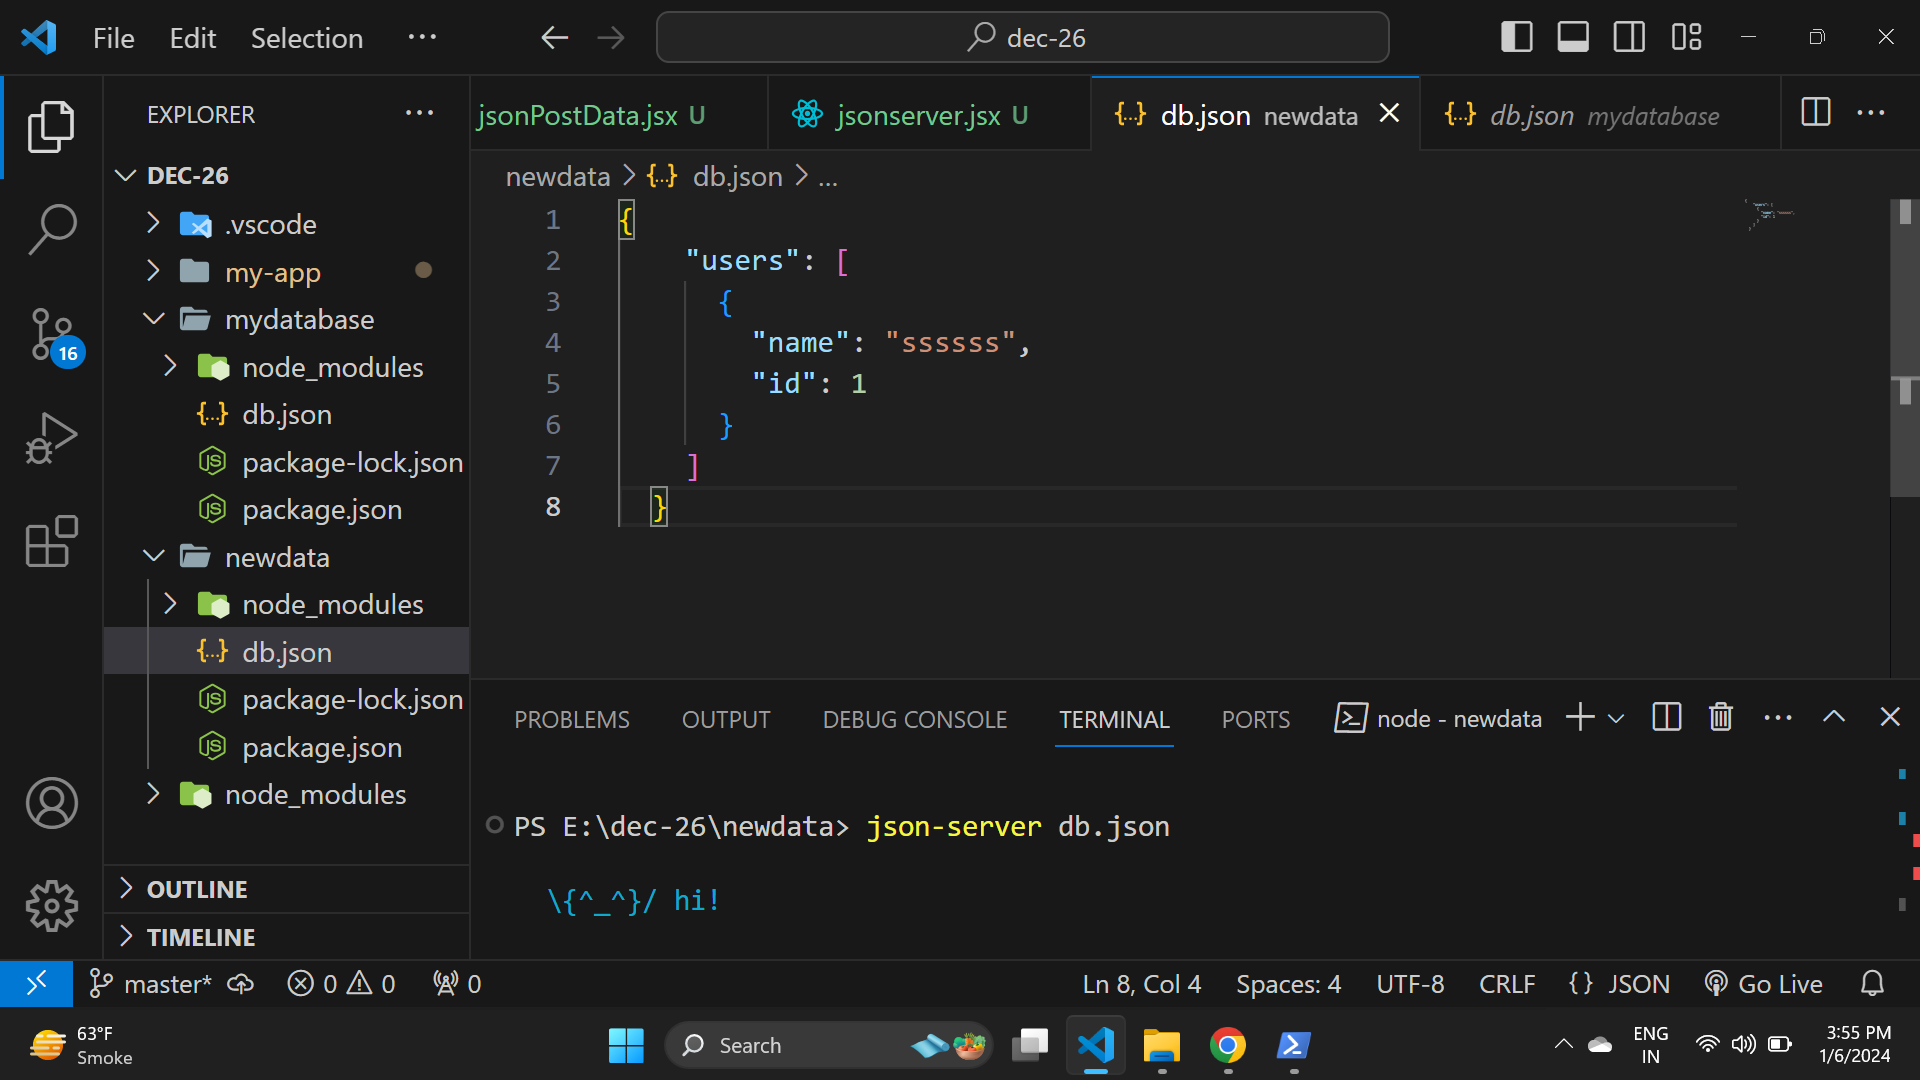 File Edit Selection ··· dec-26
EXPLORER ···
jsonPostData.jsx U
jsonserver.jsx U
{..} db.json newdata
{..} db.json mydatabase
newdata > {..} db.json > ...
DEC-26
.vscode
my-app
mydatabase
node_modules
{..} db.json
package-lock.json
package.json
newdata
node_modules
{..} db.json
package-lock.json
package.json
node_modules
OUTLINE
TIMELINE
16
1 {
2 "users": [
3 {
4 "name": "ssssss",
5 "id": 1
6 }
7 ]
8 }
PROBLEMS OUTPUT DEBUG CONSOLE TERMINAL PORTS node - newdata
PS E:\dec-26\newdata> json-server db.json
\{^_^}/ hi!
master* 0 0 0 Ln 8, Col 4 Spaces: 4 UTF-8 CRLF {} JSON Go Live
63°F
Smoke
Search
ENG
IN
3:55 PM
1/6/2024